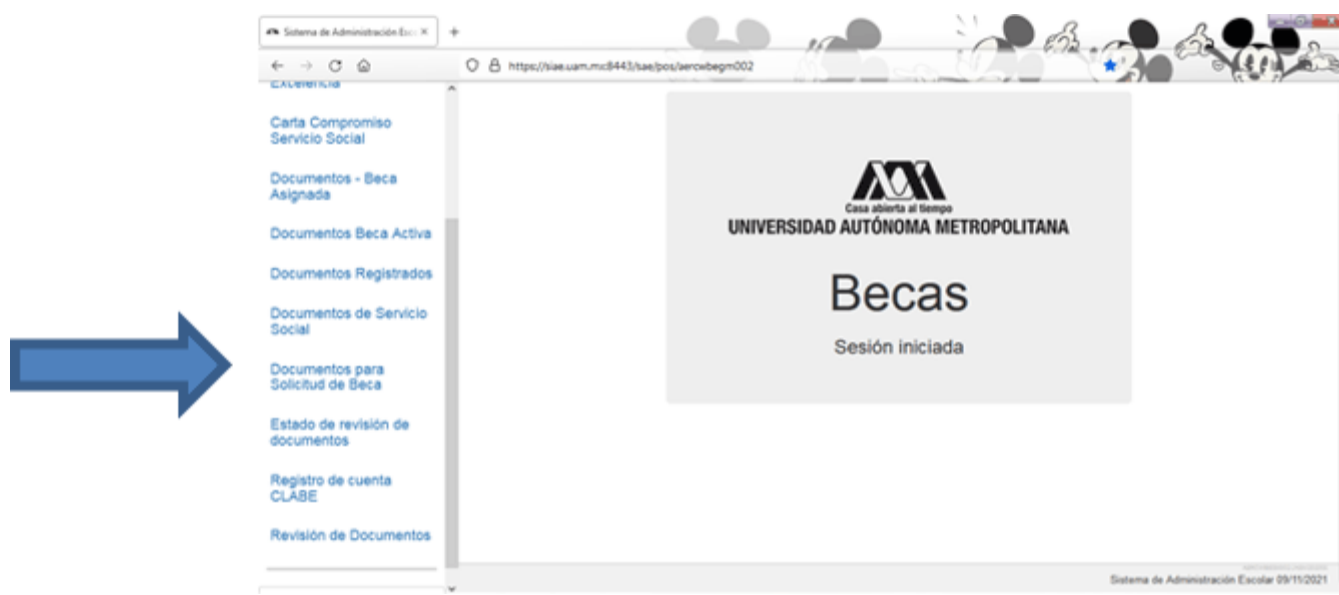 Sistema de Administración Esc
https://siae.uam.mx:8443/sae/pos/aercwbegm002
Excelencia
Carta Compromiso
Servicio Social
Documentos - Beca
Asignada
Documentos Beca Activa
Documentos Registrados
Documentos de Servicio
Social
Documentos para
Solicitud de Beca
Estado de revisión de
documentos
Registro de cuenta
CLABE
Revisión de Documentos
Casa abierta al tiempo
UNIVERSIDAD AUTÓNOMA METROPOLITANA
Becas
Sesión iniciada
Sistema de Administración Escolar 09/11/2021